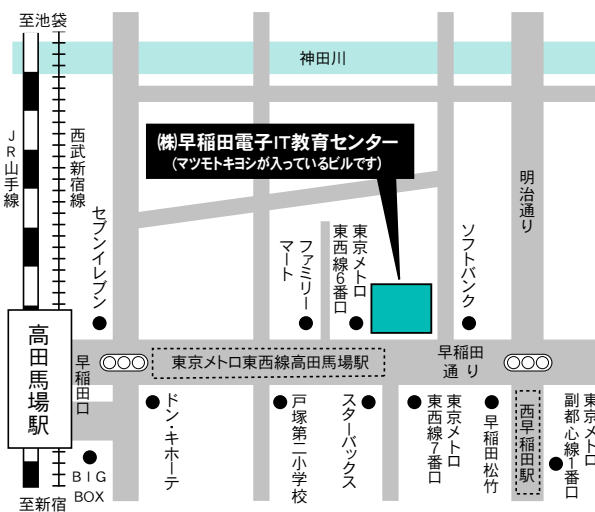 至池袋
神田川
JR山手線
西武新宿線
㈱早稲田電子IT教育センター
(マツモトキヨシが入っているビルです)
明治通り
セブンイレブン
ファミリー
マート
東京メトロ
東西線6番口
ソフトバンク
高田馬場駅
早稲田口
東京メトロ東西線高田馬場駅
早稲田
通り
ドン・キホーテ
戸塚第二小学校
スターバックス
東京メトロ
東西線7番口
早稲田松竹
西早稲田駅
東京メトロ
副都心線1番口
BIG
BOX
至新宿